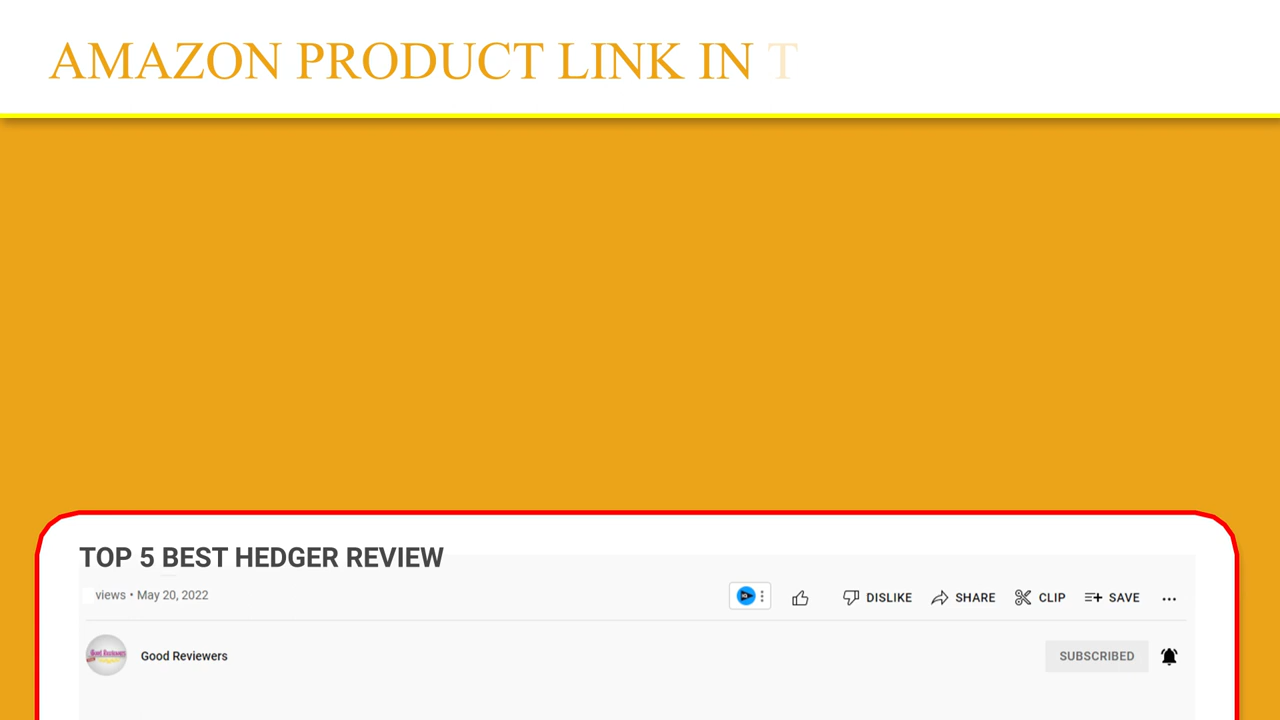 AMAZON PRODUCT LINK IN T
TOP 5 BEST HEDGER REVIEW
views • May 20, 2022
DISLIKE
SHARE
CLIP
SAVE
Good Reviewers
SUBSCRIBED